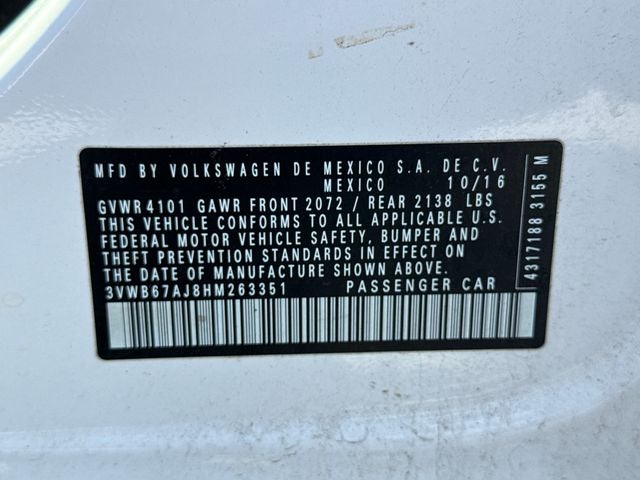 MFD BY VOLKSWAGEN DE MEXICO S.A. DE C.V.
MEXICO 10/16
GVWR 4101 GAWR FRONT 2072 / REAR 2138 LBS
THIS VEHICLE CONFORMS TO ALL APPLICABLE U.S.
FEDERAL MOTOR VEHICLE SAFETY, BUMPER AND
THEFT PREVENTION STANDARDS IN EFFECT ON
THE DATE OF MANUFACTURE SHOWN ABOVE.
3VWB67AJ8HM263351 PASSENGER CAR
4317188 3155 M